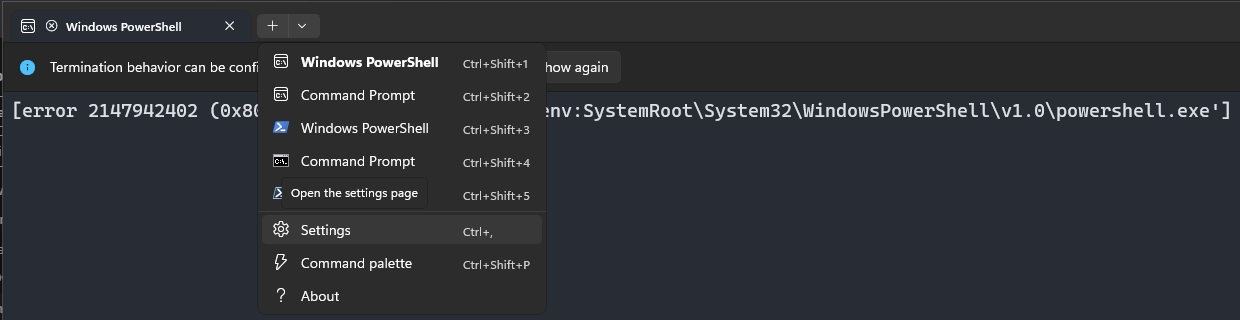 Windows PowerShell
Termination behavior can be confi
how again
[error 2147942402 (0x80
env:SystemRoot\System32\WindowsPowerShell\v1.0\powershell.exe']
Windows PowerShell Ctrl+Shift+1
Command Prompt Ctrl+Shift+2
Windows PowerShell Ctrl+Shift+3
Command Prompt Ctrl+Shift+4
Open the settings page Ctrl+Shift+5
Settings Ctrl+,
Command palette Ctrl+Shift+P
About